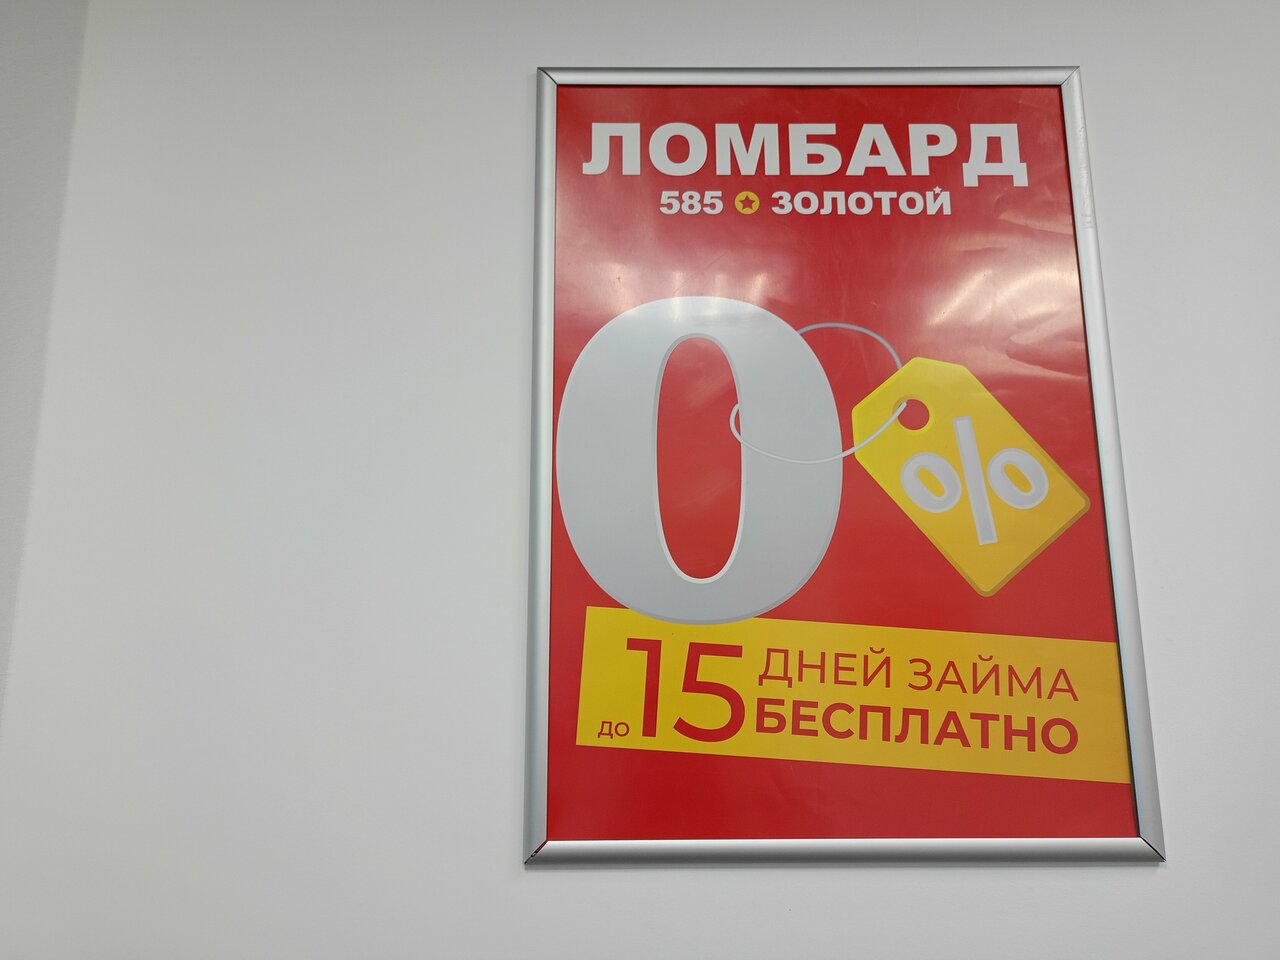 ЛОМБАРД
585 ЗОЛОТОЙ
0
%
до 15 ДНЕЙ ЗАЙМА
БЕСПЛАТНО